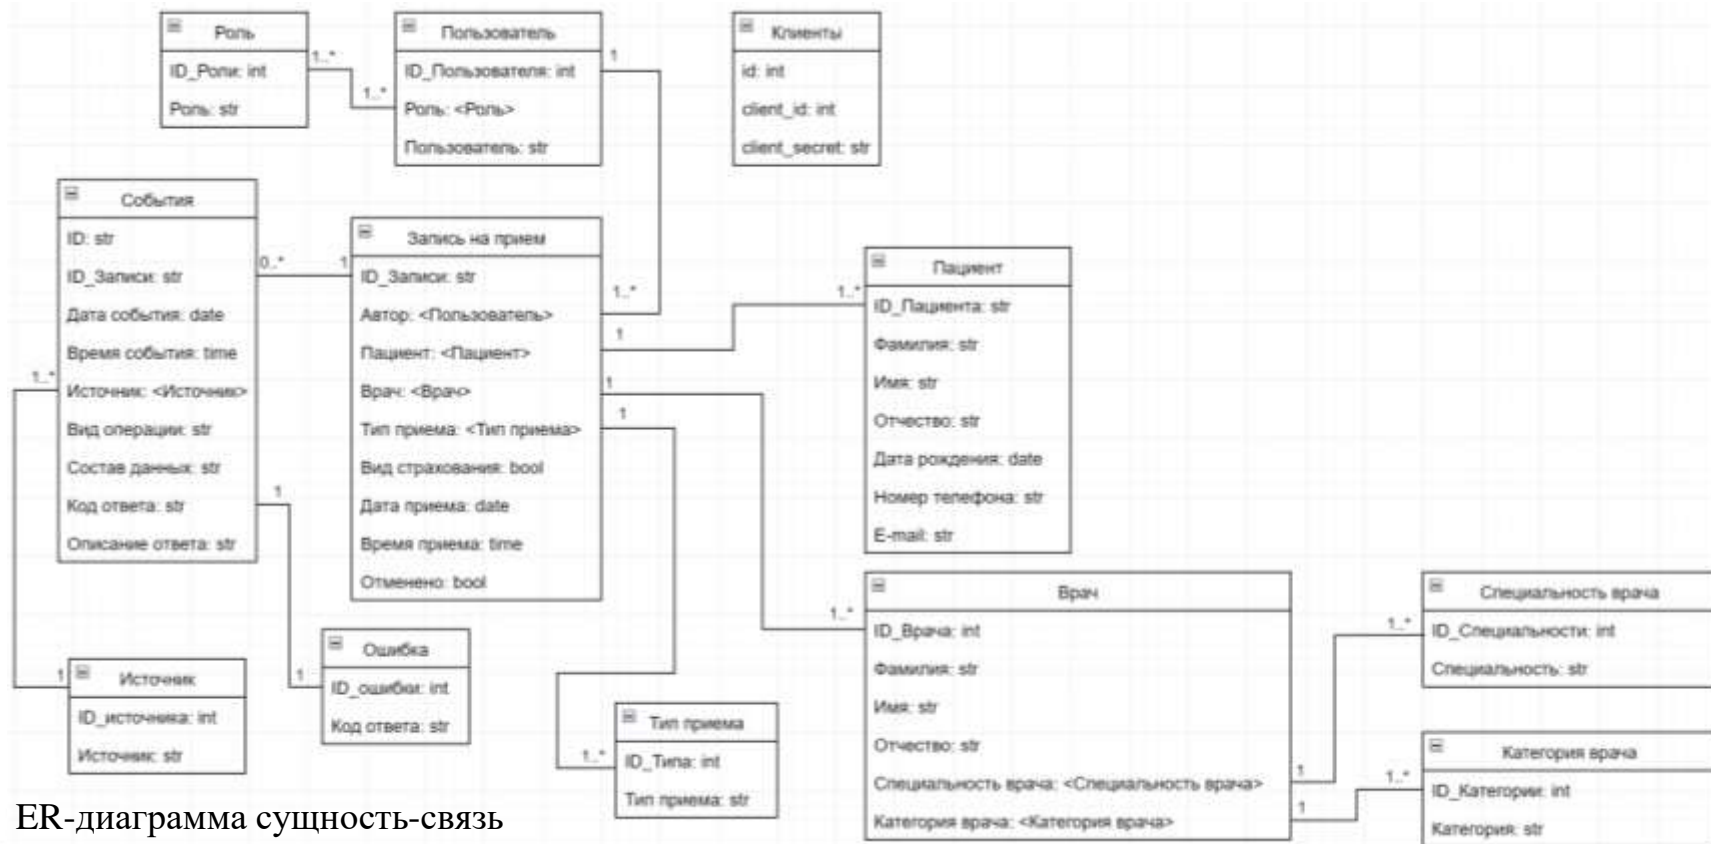 Роль
ID_Роли: int
Роль: str
1..*
1..*
Пользователь
ID_Пользователя: int
Роль: <Роль>
Пользователь: str
1
Клиенты
id: int
client_id: int
client_secret: str
События
ID: str
ID_Записи: str
Дата события: date
Время события: time
Источник: <Источник>
Вид операции: str
Состав данных: str
Код ответа: str
Описание ответа: str
0..*
1
1..*
1
Запись на прием
ID_Записи: str
Автор: <Пользователь>
Пациент: <Пациент>
Врач: <Врач>
Тип приема: <Тип приема>
Вид страхования: bool
Дата приема: date
Время приема: time
Отменено: bool
1..*
1
1
1
1..*
Пациент
ID_Пациента: str
Фамилия: str
Имя: str
Отчество: str
Дата рождения: date
Номер телефона: str
E-mail: str
1
Источник
ID_источника: int
Источник: str
1
Ошибка
ID_ошибки: int
Код ответа: str
1..*
Тип приема
ID_Типа: int
Тип приема: str
1..*
Врач
ID_Врача: int
Фамилия: str
Имя: str
Отчество: str
Специальность врача: <Специальность врача>
Категория врача: <Категория врача>
1
1
1..*
Специальность врача
ID_Специальности: int
Специальность: str
1..*
Категория врача
ID_Категории: int
Категория: str
ER-диаграмма сущность-связь